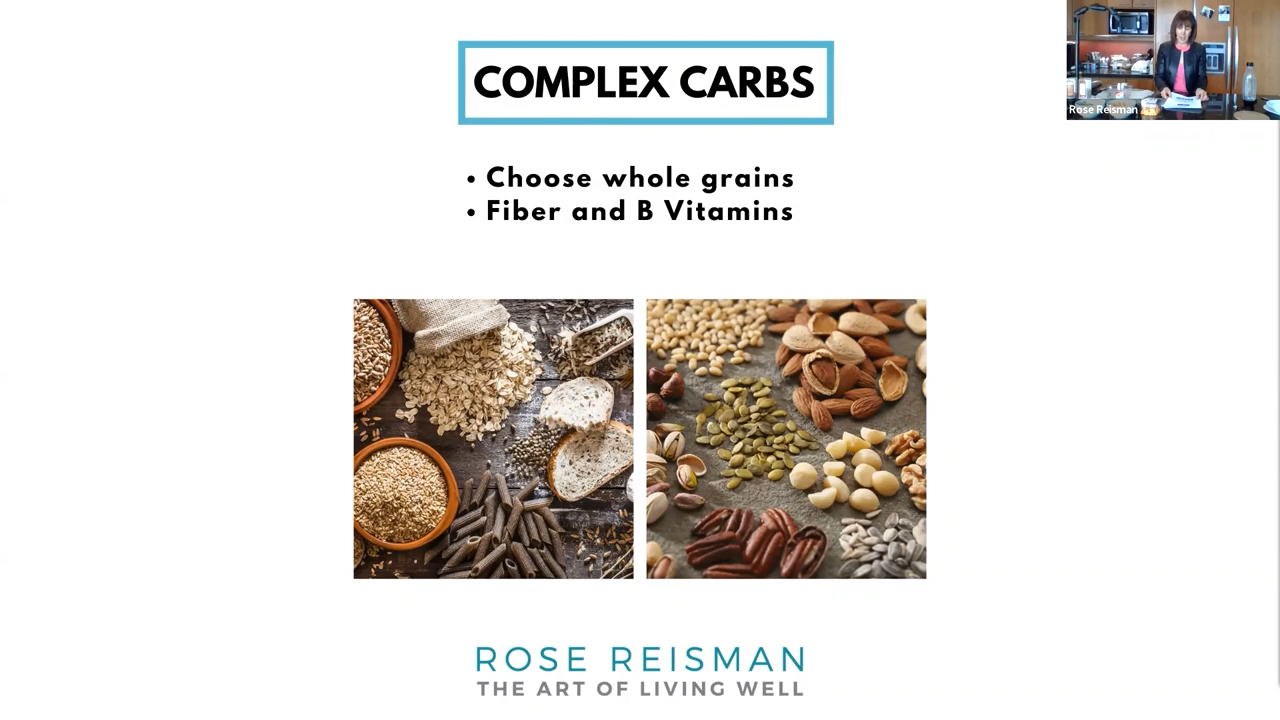 COMPLEX CARBS
Rose Reisman
• Choose whole grains
• Fiber and B Vitamins
ROSE REISMAN
THE ART OF LIVING WELL